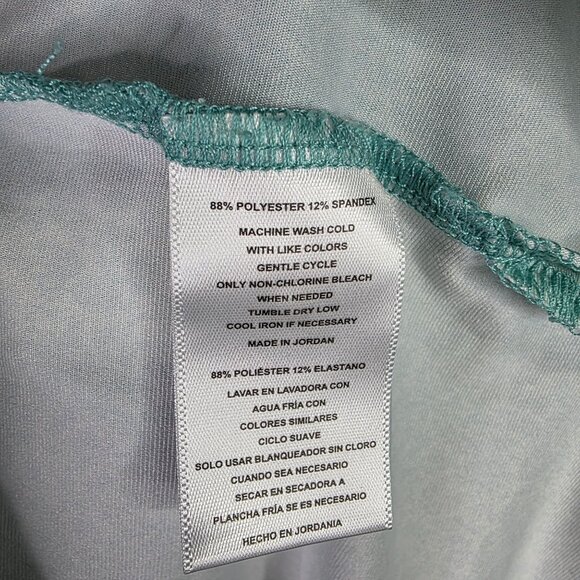 88% POLYESTER 12% SPANDEX
MACHINE WASH COLD
WITH LIKE COLORS
GENTLE CYCLE
ONLY NON-CHLORINE BLEACH
WHEN NEEDED
TUMBLE DRY LOW
COOL IRON IF NECESSARY
MADE IN JORDAN
88% POLIÉSTER 12% ELASTANO
LAVAR EN LAVADORA CON
AGUA FRÍA CON
COLORES SIMILARES
CICLO SUAVE
SOLO USAR BLANQUEADOR SIN CLORO
CUANDO SEA NECESARIO
SECAR EN SECADORA A
PLANCHA FRÍA SE ES NECESARIO
HECHO EN JORDANIA